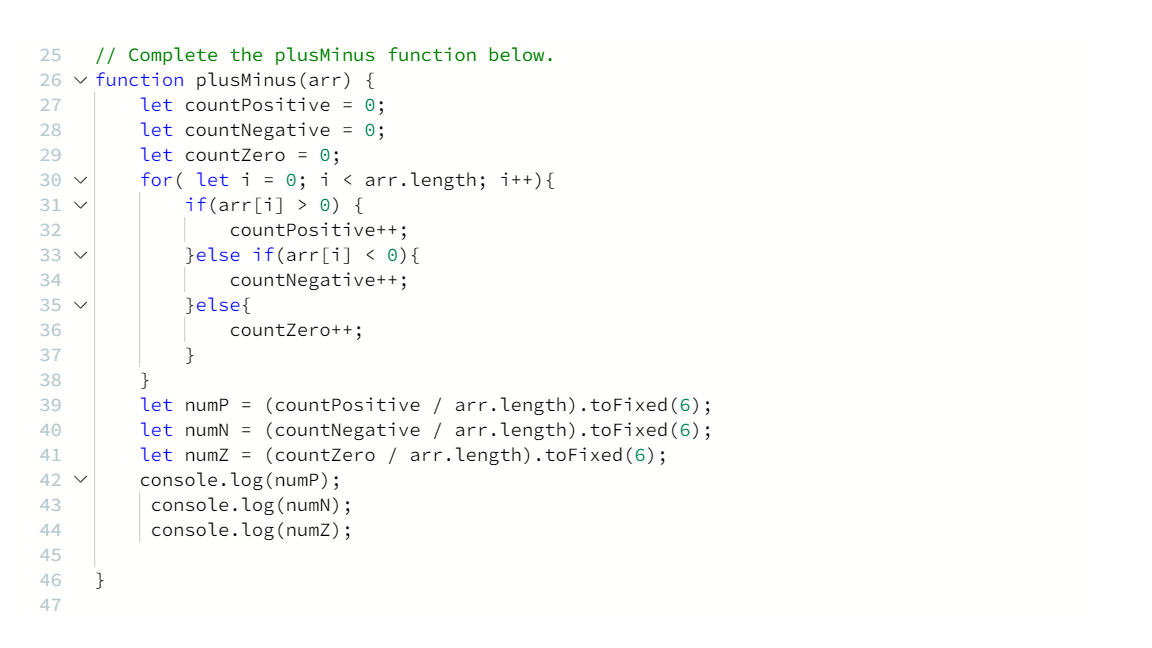 25 // Complete the plusMinus function below.
26 function plusMinus(arr) {
27     let countPositive = 0;
28     let countNegative = 0;
29     let countZero = 0;
30     for( let i = 0; i < arr.length; i++){
31         if(arr[i] > 0) {
32             countPositive++;
33         }else if(arr[i] < 0){
34             countNegative++;
35         }else{
36             countZero++;
37         }
38     }
39     let numP = (countPositive / arr.length).toFixed(6);
40     let numN = (countNegative / arr.length).toFixed(6);
41     let numZ = (countZero / arr.length).toFixed(6);
42     console.log(numP);
43      console.log(numN);
44      console.log(numZ);
45
46 }
47